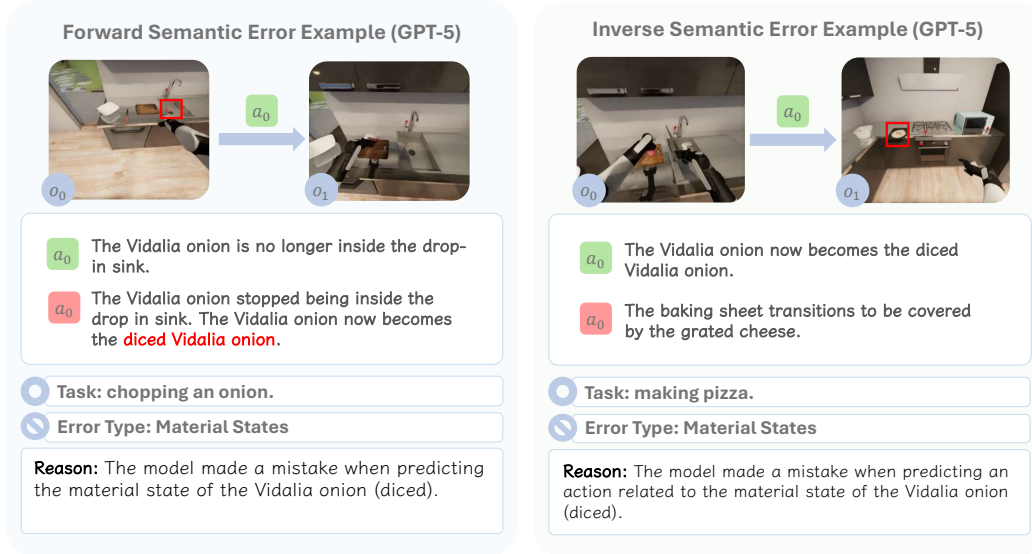 Forward Semantic Error Example (GPT-5)
a₀
o₀
o₁
a₀
The Vidalia onion is no longer inside the drop-
in sink.
a₀
The Vidalia onion stopped being inside the
drop in sink. The Vidalia onion now becomes
the diced Vidalia onion.
Task: chopping an onion.
Error Type: Material States
Reason: The model made a mistake when predicting
the material state of the Vidalia onion (diced).
Inverse Semantic Error Example (GPT-5)
a₀
o₀
o₁
a₀
The Vidalia onion now becomes the diced
Vidalia onion.
a₀
The baking sheet transitions to be covered
by the grated cheese.
Task: making pizza.
Error Type: Material States
Reason: The model made a mistake when predicting an
action related to the material state of the Vidalia onion
(diced).